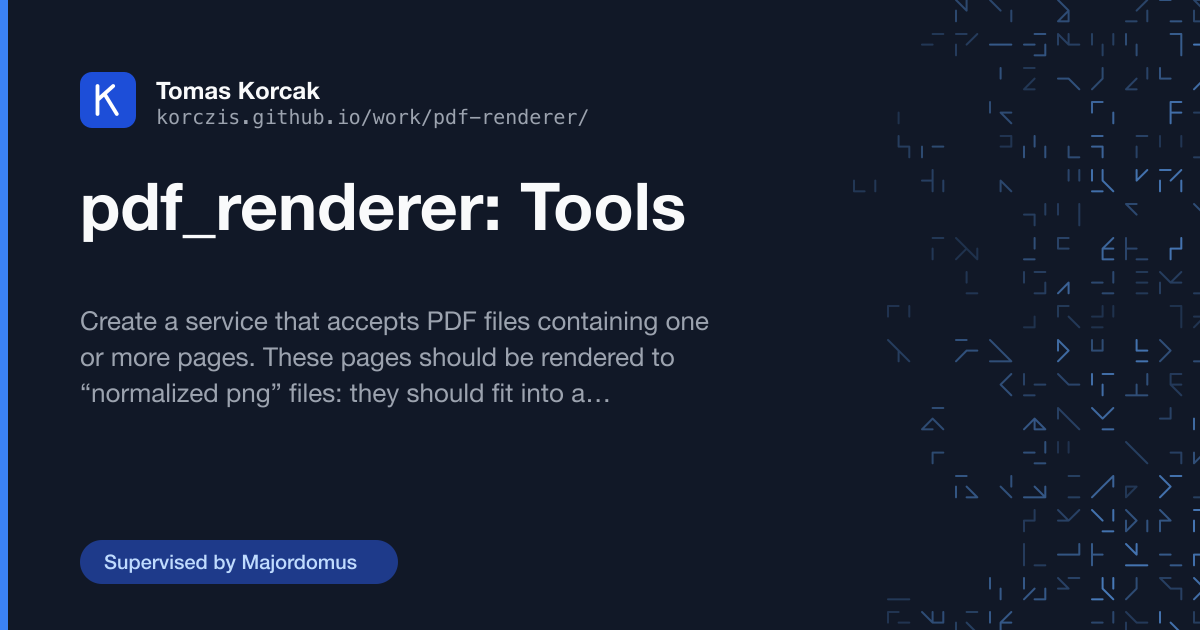 K
Tomas Korcak
korczis.github.io/work/pdf-renderer/
pdf_renderer: Tools
Create a service that accepts PDF files containing one
or more pages. These pages should be rendered to
“normalized png” files: they should fit into a…
Supervised by Majordomus